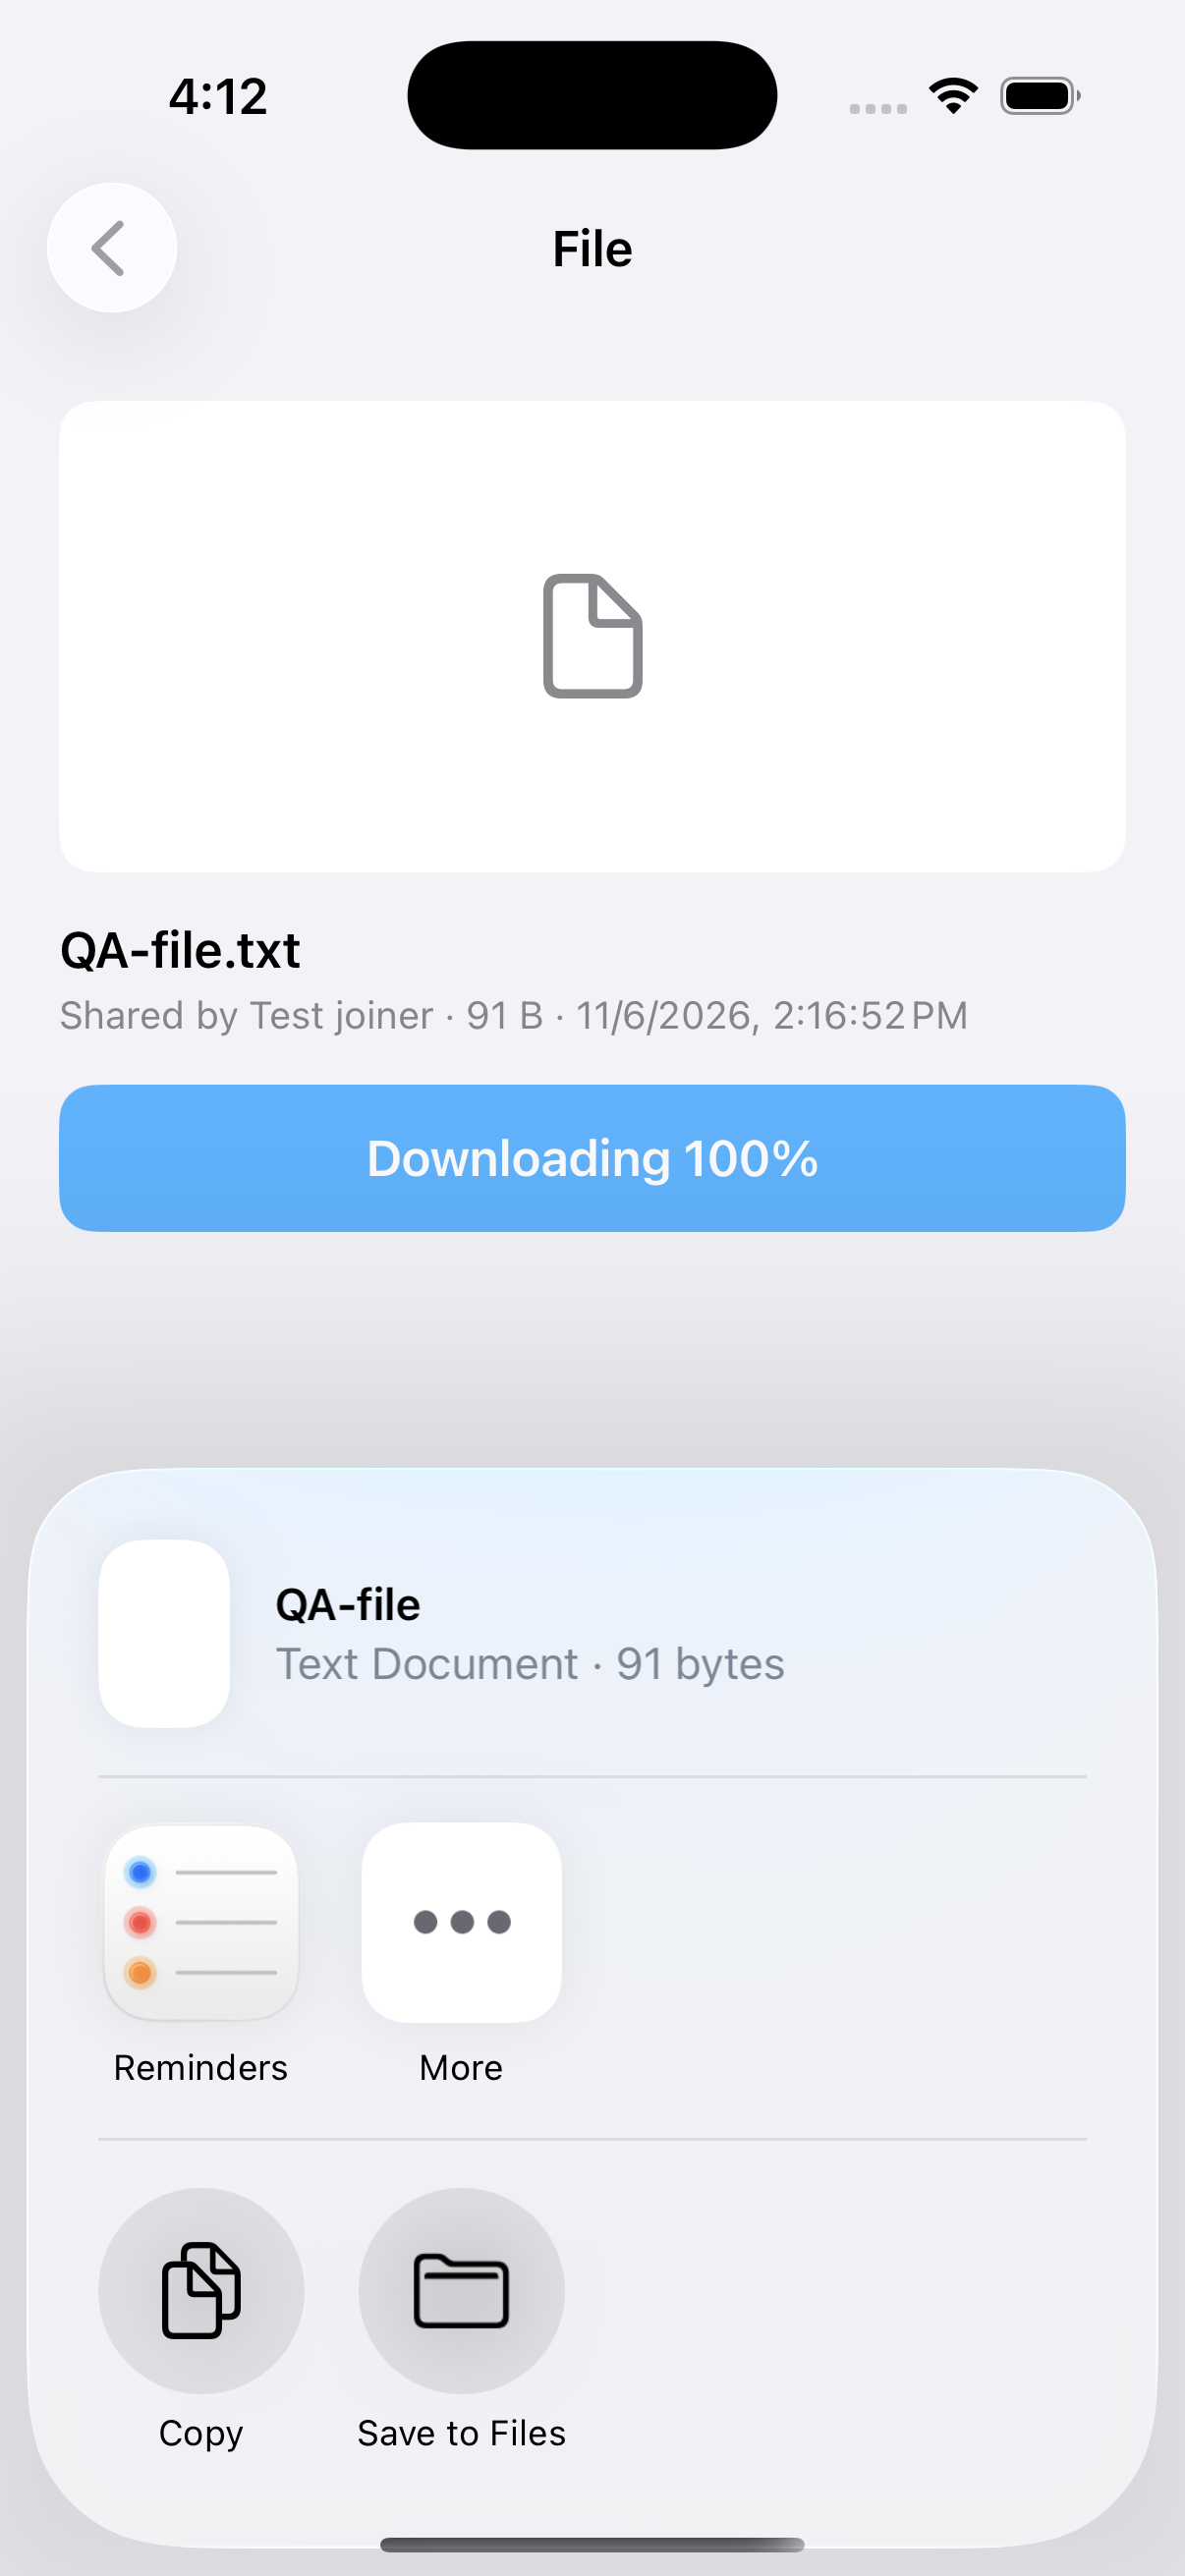 4:12
File
QA-file.txt
Shared by Test joiner · 91 B · 11/6/2026, 2:16:52 PM
Downloading 100%
QA-file
Text Document · 91 bytes
Reminders
More
Copy
Save to Files